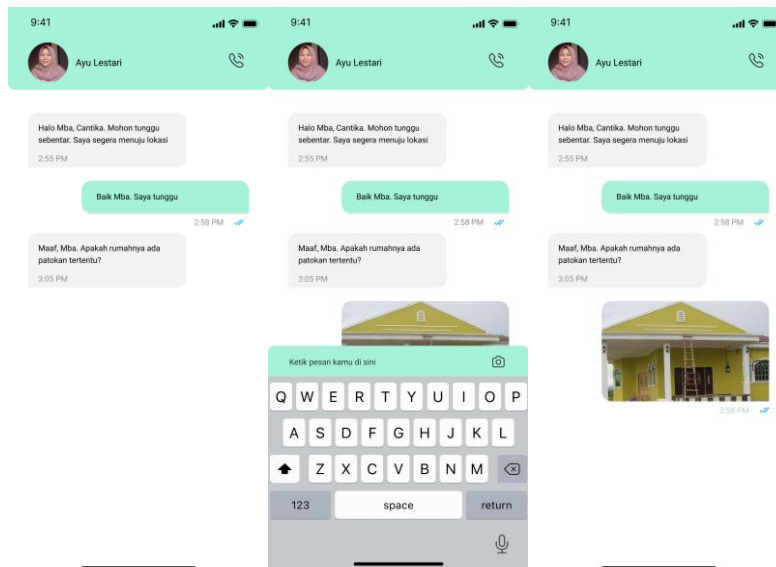 9:41
Ayu Lestari
Halo Mba, Cantika. Mohon tunggu
sebentar. Saya segera menuju lokasi
2:55 PM
Baik Mba. Saya tunggu
2:58 PM
Maaf, Mba. Apakah rumahnya ada
patokan tertentu?
3:05 PM
9:41
Ayu Lestari
Halo Mba, Cantika. Mohon tunggu
sebentar. Saya segera menuju lokasi
2:55 PM
Baik Mba. Saya tunggu
2:58 PM
Maaf, Mba. Apakah rumahnya ada
patokan tertentu?
3:05 PM
Ketik pesan kamu di sini
Q W E R T Y U I O P
A S D F G H J K L
Z X C V B N M
123 space return
9:41
Ayu Lestari
Halo Mba, Cantika. Mohon tunggu
sebentar. Saya segera menuju lokasi
2:55 PM
Baik Mba. Saya tunggu
2:58 PM
Maaf, Mba. Apakah rumahnya ada
patokan tertentu?
3:05 PM
2:58 PM